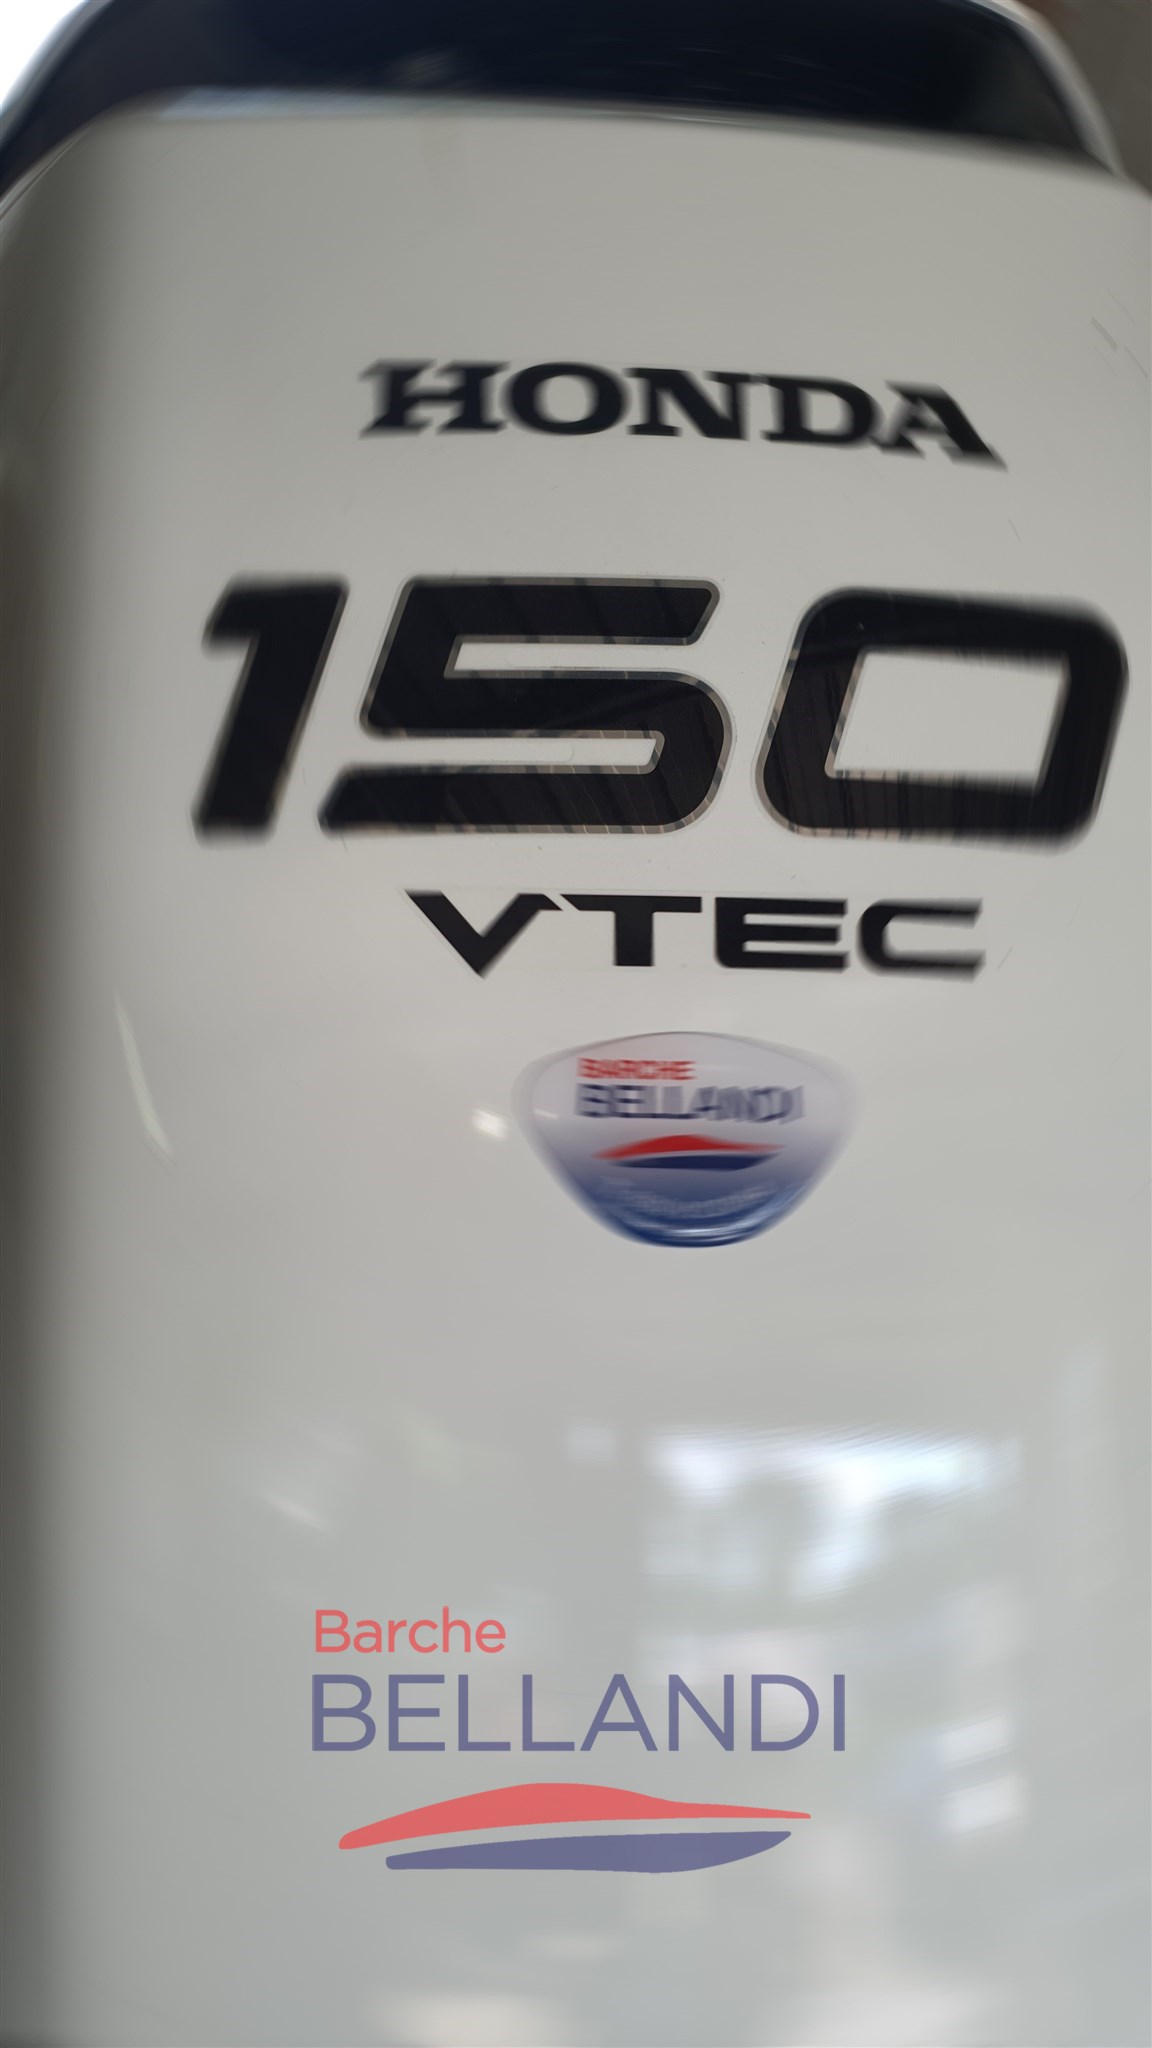 HONDA
150
VTEC
BARCHE
BELLANDI
Barche
BELLANDI